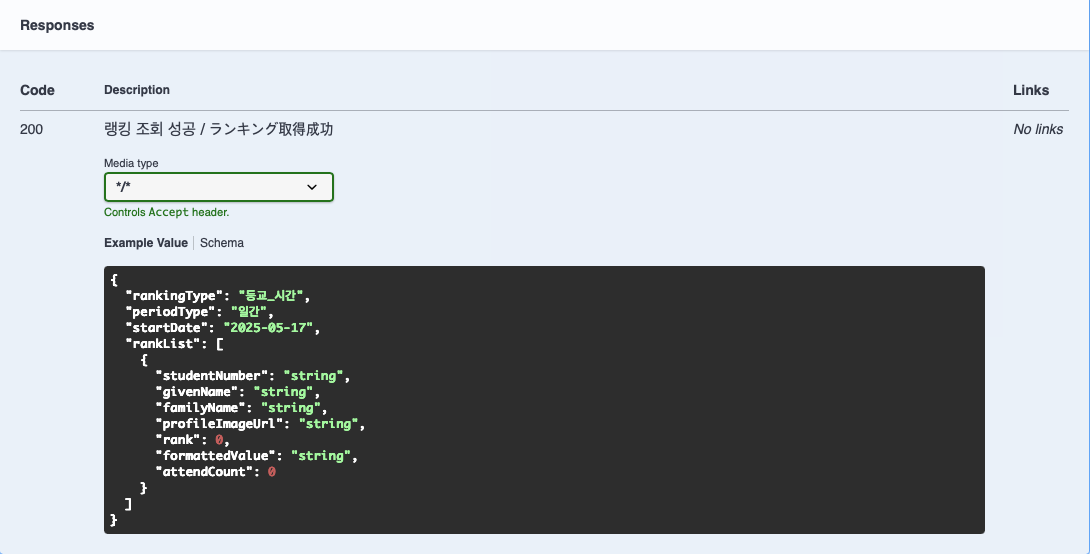 Responses
Code Description Links
200 랭킹 조회 성공 / ランキング取得成功 No links
Media type
*/*
Controls Accept header.
Example Value Schema
{
  "rankingType": "등교_시간",
  "periodType": "일간",
  "startDate": "2025-05-17",
  "rankList": [
    {
      "studentNumber": "string",
      "givenName": "string",
      "familyName": "string",
      "profileImageUrl": "string",
      "rank": 0,
      "formattedValue": "string",
      "attendCount": 0
    }
  ]
}